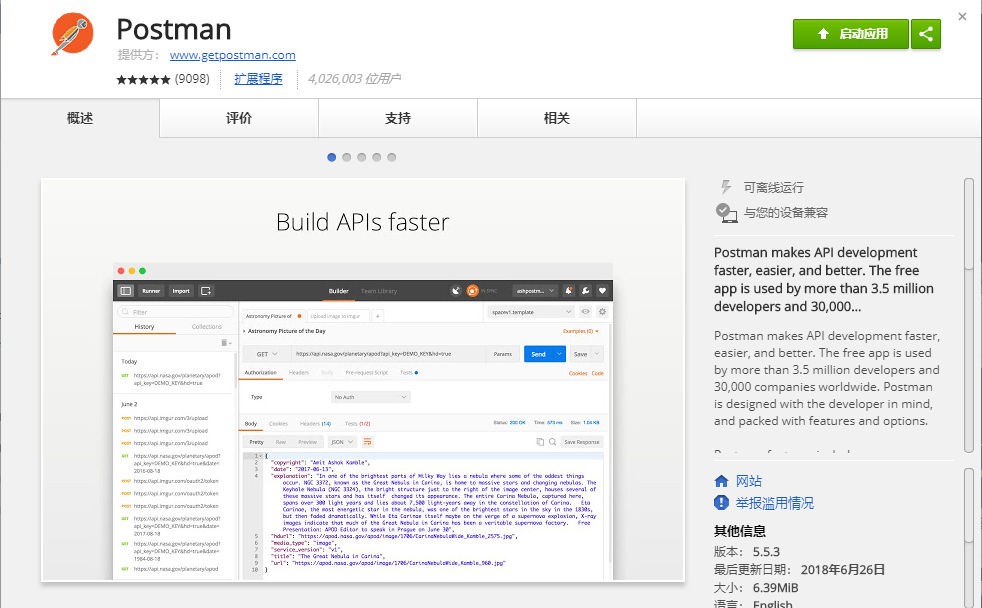 Postman
提供方： www.getpostman.com
★★★★★ (9098) 扩展程序 4,026,003 位用户
启动应用
概述 评价 支持 相关
Build APIs faster
Runner Import Builder Team Library IN SYNC ashpostm...
Filter
History Collections
Today
GET https://api.nasa.gov/planetary/apod?
api_key=DEMO_KEY&hd=true
June 2
POST https://api.imgur.com/3/upload
POST https://api.imgur.com/3/upload
POST https://api.imgur.com/3/upload
GET https://api.nasa.gov/planetary/apod?
api_key=DEMO_KEY&hd=true&date=
2016-08-18
POST https://api.imgur.com/oauth2/token
POST https://api.imgur.com/oauth2/token
POST https://api.imgur.com/oauth2/token
GET https://api.nasa.gov/planetary/apod?
api_key=DEMO_KEY&hd=true&date=
2017-08-18
GET https://api.nasa.gov/planetary/apod?
api_key=DEMO_KEY&hd=true&date=
1984-08-18
GET https://api.nasa.gov/planetary/apod
Astronomy Picture of Upload image to imgur + spacev1.template
Astronomy Picture of the Day Examples (0)
GET https://api.nasa.gov/planetary/apod?api_key=DEMO_KEY&hd=true Params Send Save
Authorization Headers Body Pre-request Script Tests Cookies Code
Type No Auth
Body Cookies Headers (14) Tests (1/2) Status: 200 OK Time: 573 ms Size: 1.04 KB
Pretty Raw Preview JSON Save Response
1 {
2 "copyright": "Amit Ashok Kamble",
3 "date": "2017-06-13",
4 "explanation": "In one of the brightest parts of Milky Way lies a nebula where some of the oddest things
occur. NGC 3372, known as the Great Nebula in Carina, is home to massive stars and changing nebulas. The
Keyhole Nebula (NGC 3324), the bright structure just to the right of the image center, houses several of
these massive stars and has itself changed its appearance. The entire Carina Nebula, captured here,
spans over 300 light years and lies about 7,500 light-years away in the constellation of Carina. Eta
Carinae, the most energetic star in the nebula, was one of the brightest stars in the sky in the 1830s,
but then faded dramatically. While Eta Carinae itself maybe on the verge of a supernova explosion, X-ray
images indicate that much of the Great Nebula in Carina has been a veritable supernova factory. Free
Presentation: APOD Editor to speak in Prague on June 30",
5 "hdurl": "https://apod.nasa.gov/apod/image/1706/CarinaNebulaWide_Kamble_2575.jpg",
6 "media_type": "image",
7 "service_version": "v1",
8 "title": "The Great Nebula in Carina",
9 "url": "https://apod.nasa.gov/apod/image/1706/CarinaNebulaWide_Kamble_960.jpg"
10 }
可离线运行
与您的设备兼容
Postman makes API development
faster, easier, and better. The free
app is used by more than 3.5 million
developers and 30,000...
Postman makes API development faster,
easier, and better. The free app is used
by more than 3.5 million developers and
30,000 companies worldwide. Postman
is designed with the developer in mind,
and packed with features and options.
网站
举报滥用情况
其他信息
版本： 5.5.3
最后更新日期： 2018年6月26日
大小： 6.39MiB
语言： English